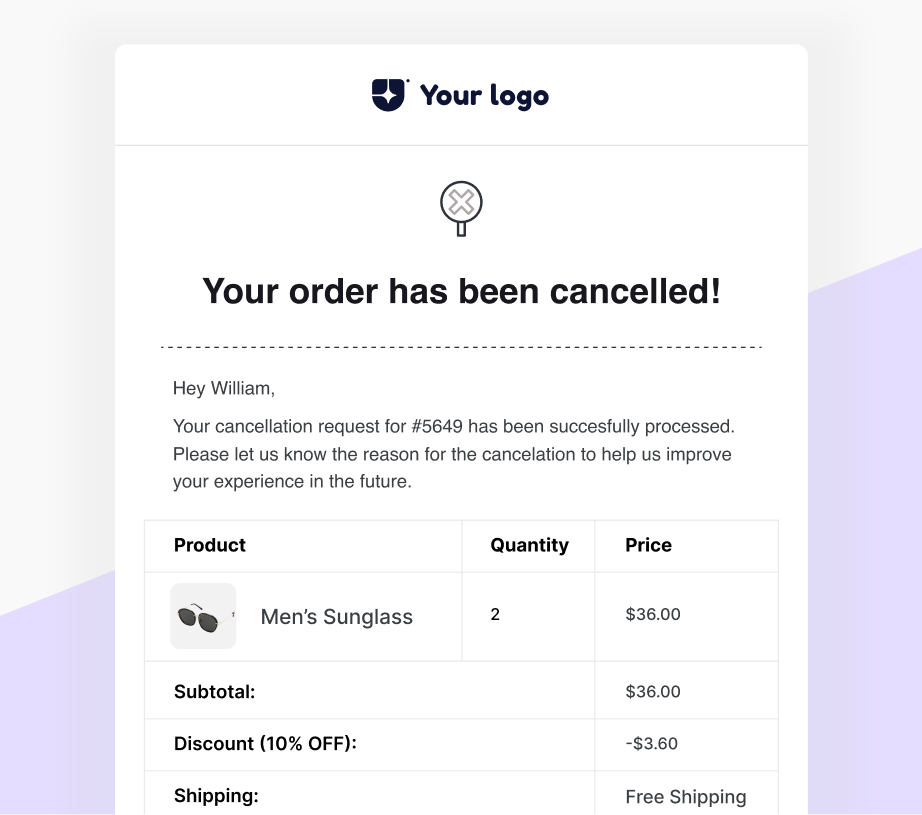 Your logo
Your order has been cancelled!
Hey William,
Your cancellation request for #5649 has been succesfully processed.
Please let us know the reason for the cancelation to help us improve
your experience in the future.
Product Quantity Price
Men’s Sunglass 2 $36.00
Subtotal: $36.00
Discount (10% OFF): -$3.60
Shipping: Free Shipping